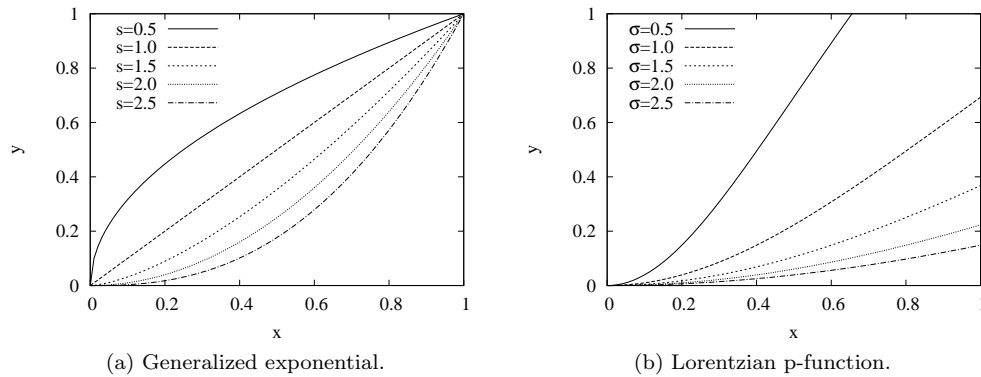 1
0.8
0.6
0.4
0.2
0
y
s=0.5
s=1.0
s=1.5
s=2.0
s=2.5
0 0.2 0.4 0.6 0.8 1
x
(a) Generalized exponential.
1
0.8
0.6
0.4
0.2
0
y
σ=0.5
σ=1.0
σ=1.5
σ=2.0
σ=2.5
0 0.2 0.4 0.6 0.8 1
x
(b) Lorentzian p-function.